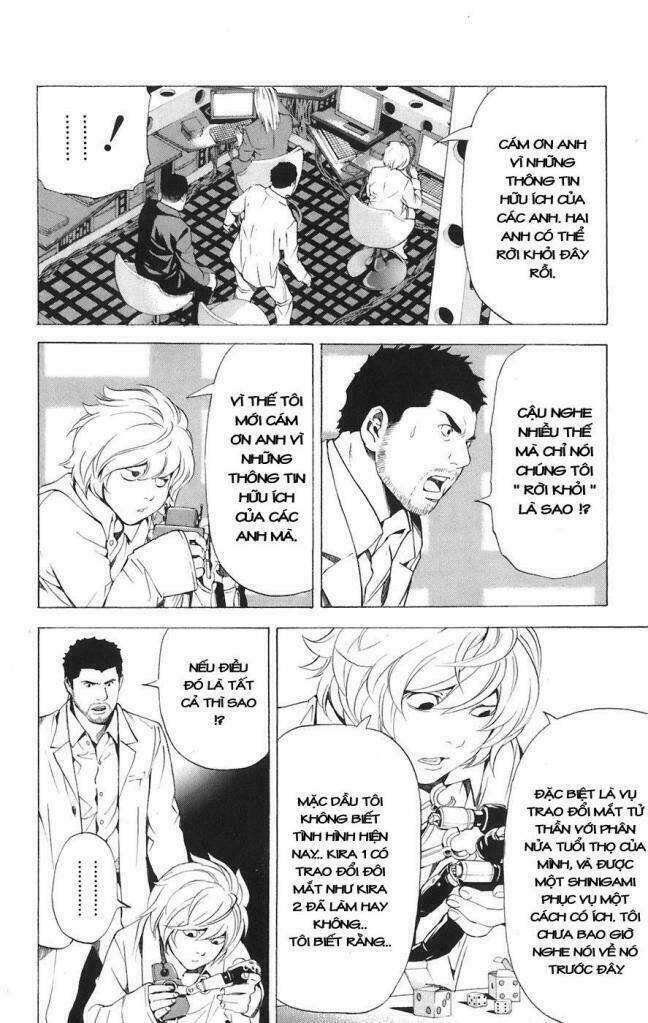 CÁM ƠN ANH
VÌ NHỮNG
THÔNG TIN
HỮU ÍCH CỦA
CÁC ANH. HAI
ANH CÓ THỂ
RỜI KHỎI ĐÂY
RỒI.
......!
CẬU NGHE
NHIỀU THẾ
MÀ CHỈ NÓI
CHÚNG TÔI
" RỜI KHỎI "
LÀ SAO !?
VÌ THẾ TÔI
MỚI CÁM
ƠN ANH VÌ
NHỮNG
THÔNG TIN
HỮU ÍCH
CỦA CÁC
ANH MÀ.
ĐẶC BIỆT LÀ VỤ
TRAO ĐỔI MẮT TỬ
THẦN VỚI PHÂN
NỬA TUỔI THỌ CỦA
MÌNH, VÀ ĐƯỢC
MỘT SHINIGAMI
PHỤC VỤ MỘT
CÁCH CÓ ÍCH. TÔI
CHƯA BAO GIỜ
NGHE NÓI VỀ NÓ
TRƯỚC ĐÂY.
MẶC DẦU TÔI
KHÔNG BIẾT
TÌNH HÌNH HIỆN
NAY.. KIRA 1 CÓ
TRAO ĐỔI ĐÔI
MẮT NHƯ KIRA
2 ĐÃ LÀM HAY
KHÔNG..
TÔI BIẾT RẰNG..
NẾU ĐIỀU
ĐÓ LÀ TẤT
CẢ THÌ SAO
!?
......